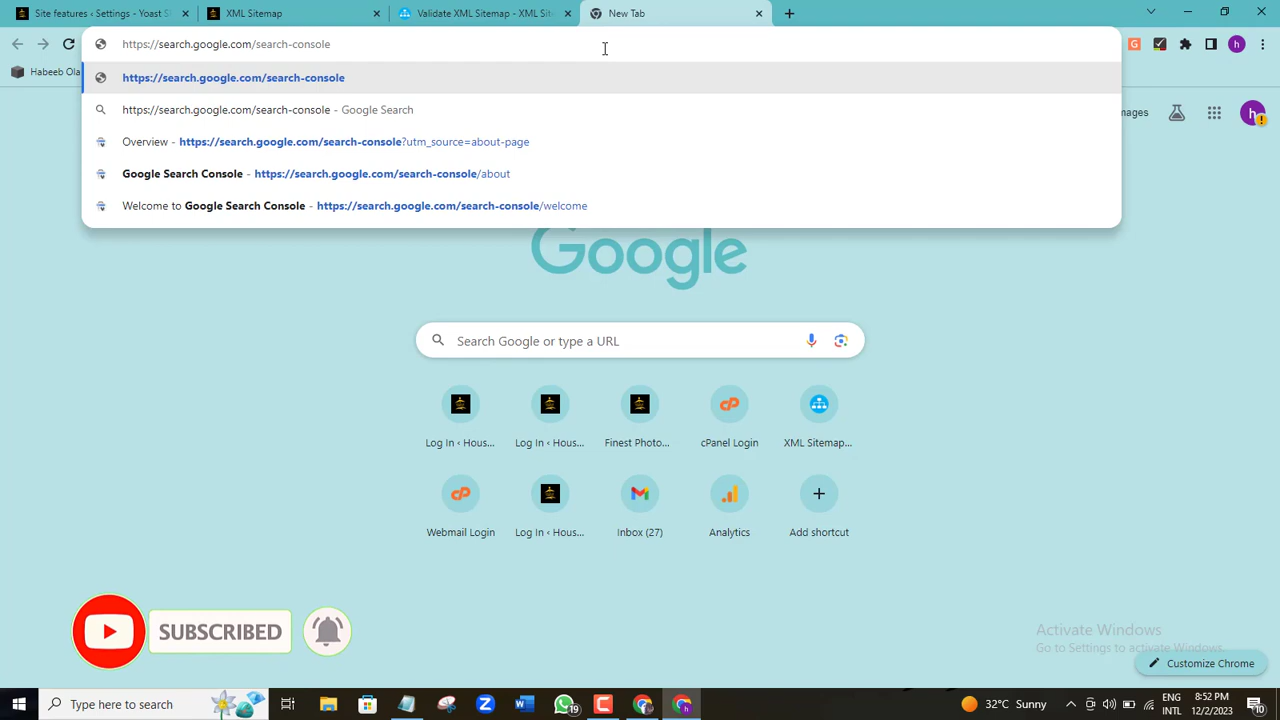 Site features ‹ Settings - Yoast S
XML Sitemap
Validate XML Sitemap - XML Sit
New Tab
https://search.google.com/search-console
Habeeb Ola
https://search.google.com/search-console
https://search.google.com/search-console - Google Search
Overview - https://search.google.com/search-console?utm_source=about-page
Google Search Console - https://search.google.com/search-console/about
Welcome to Google Search Console - https://search.google.com/search-console/welcome
mages
h
h
Google
Search Google or type a URL
Log In ‹ Hous...
Log In ‹ Hous...
Finest Photo...
cPanel Login
XML Sitemap...
Webmail Login
Log In ‹ Hous...
Inbox (27)
Analytics
Add shortcut
SUBSCRIBED
Activate Windows
Go to Settings to activate Windows.
Customize Chrome
Type here to search
19
32°C Sunny
ENG
INTL
8:52 PM
12/2/2023
10